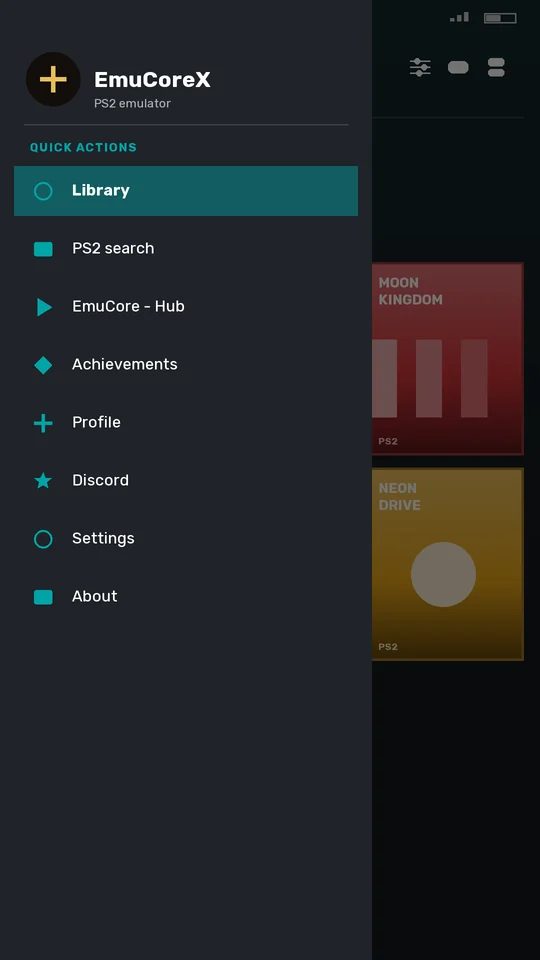 EmuCoreX
PS2 emulator
QUICK ACTIONS
Library
PS2 search
EmuCore - Hub
Achievements
Profile
Discord
Settings
About
MOON
KINGDOM
PS2
NEON
DRIVE
PS2